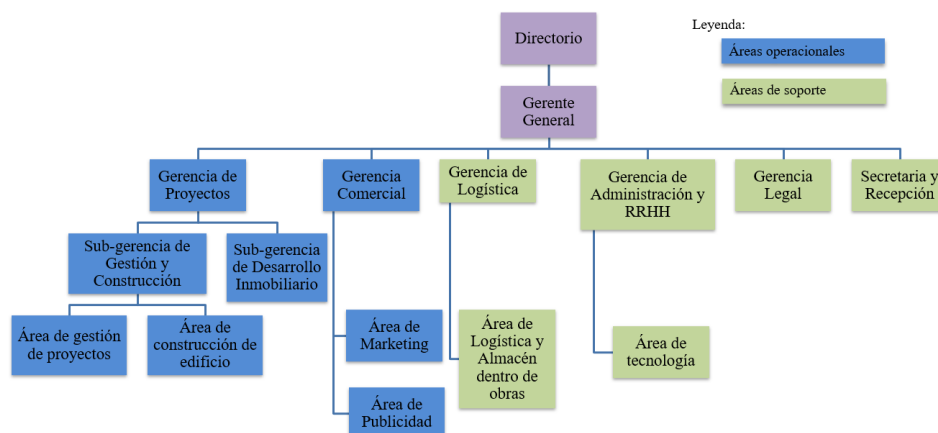 Directorio
Leyenda:
Áreas operacionales
Áreas de soporte
Gerente
General
Gerencia de
Proyectos
Gerencia
Comercial
Gerencia de
Logística
Gerencia de
Administración y
RRHH
Gerencia
Legal
Secretaria y
Recepción
Sub-gerencia de
Gestión y
Construcción
Sub-gerencia
de Desarrollo
Inmobiliario
Área de gestión
de proyectos
Área de
construcción de
edificio
Área de
Marketing
Área de
Logística y
Almacén
dentro de
obras
Área de
tecnología
Área de
Publicidad